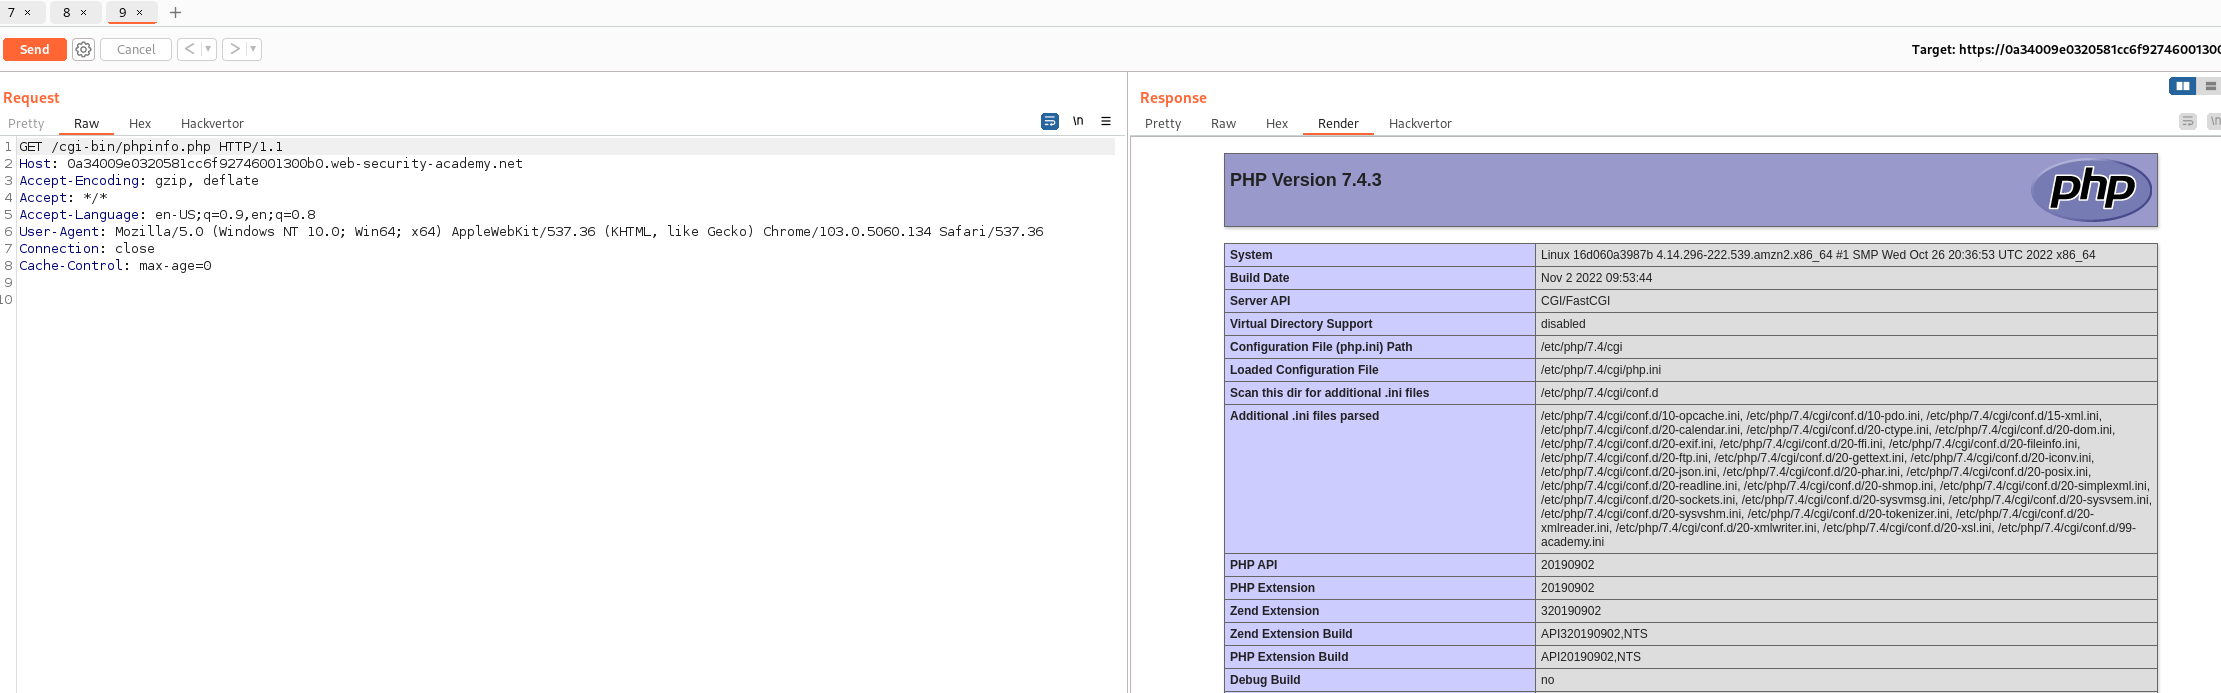 7 × 8 × 9 × +
Send Cancel < ▾ > ▾ Target: https://0a34009e0320581cc6f92746001300
Request
Pretty Raw Hex Hackvertor \n ≡
1 GET /cgi-bin/phpinfo.php HTTP/1.1
2 Host: 0a34009e0320581cc6f92746001300b0.web-security-academy.net
3 Accept-Encoding: gzip, deflate
4 Accept: */*
5 Accept-Language: en-US;q=0.9,en;q=0.8
6 User-Agent: Mozilla/5.0 (Windows NT 10.0; Win64; x64) AppleWebKit/537.36 (KHTML, like Gecko) Chrome/103.0.5060.134 Safari/537.36
7 Connection: close
8 Cache-Control: max-age=0
9
10
Response
Pretty Raw Hex Render Hackvertor \n
PHP Version 7.4.3
php
System Linux 16d060a3987b 4.14.296-222.539.amzn2.x86_64 #1 SMP Wed Oct 26 20:36:53 UTC 2022 x86_64
Build Date Nov 2 2022 09:53:44
Server API CGI/FastCGI
Virtual Directory Support disabled
Configuration File (php.ini) Path /etc/php/7.4/cgi
Loaded Configuration File /etc/php/7.4/cgi/php.ini
Scan this dir for additional .ini files /etc/php/7.4/cgi/conf.d
Additional .ini files parsed /etc/php/7.4/cgi/conf.d/10-opcache.ini, /etc/php/7.4/cgi/conf.d/10-pdo.ini, /etc/php/7.4/cgi/conf.d/15-xml.ini,
/etc/php/7.4/cgi/conf.d/20-calendar.ini, /etc/php/7.4/cgi/conf.d/20-ctype.ini, /etc/php/7.4/cgi/conf.d/20-dom.ini,
/etc/php/7.4/cgi/conf.d/20-exif.ini, /etc/php/7.4/cgi/conf.d/20-ffi.ini, /etc/php/7.4/cgi/conf.d/20-fileinfo.ini,
/etc/php/7.4/cgi/conf.d/20-ftp.ini, /etc/php/7.4/cgi/conf.d/20-gettext.ini, /etc/php/7.4/cgi/conf.d/20-iconv.ini,
/etc/php/7.4/cgi/conf.d/20-json.ini, /etc/php/7.4/cgi/conf.d/20-phar.ini, /etc/php/7.4/cgi/conf.d/20-posix.ini,
/etc/php/7.4/cgi/conf.d/20-readline.ini, /etc/php/7.4/cgi/conf.d/20-shmop.ini, /etc/php/7.4/cgi/conf.d/20-simplexml.ini,
/etc/php/7.4/cgi/conf.d/20-sockets.ini, /etc/php/7.4/cgi/conf.d/20-sysvmsg.ini, /etc/php/7.4/cgi/conf.d/20-sysvsem.ini,
/etc/php/7.4/cgi/conf.d/20-sysvshm.ini, /etc/php/7.4/cgi/conf.d/20-tokenizer.ini, /etc/php/7.4/cgi/conf.d/20-
xmlreader.ini, /etc/php/7.4/cgi/conf.d/20-xmlwriter.ini, /etc/php/7.4/cgi/conf.d/20-xsl.ini, /etc/php/7.4/cgi/conf.d/99-
academy.ini
PHP API 20190902
PHP Extension 20190902
Zend Extension 320190902
Zend Extension Build API320190902,NTS
PHP Extension Build API20190902,NTS
Debug Build no